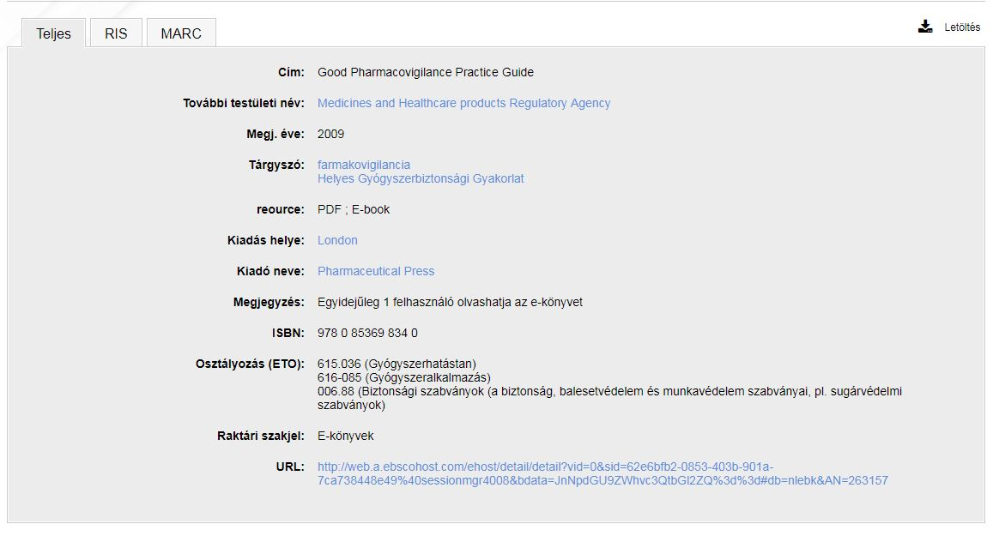 Teljes RIS MARC Letöltés
Cím: Good Pharmacovigilance Practice Guide
További testületi név: Medicines and Healthcare products Regulatory Agency
Megj. éve: 2009
Tárgyszó: farmakovigilancia
Helyes Gyógyszerbiztonsági Gyakorlat
reource: PDF ; E-book
Kiadás helye: London
Kiadó neve: Pharmaceutical Press
Megjegyzés: Egyidejűleg 1 felhasználó olvashatja az e-könyvet
ISBN: 978 0 85369 834 0
Osztályozás (ETO): 615.036 (Gyógyszerhatástan)
616-085 (Gyógyszeralkalmazás)
006.88 (Biztonsági szabványok (a biztonság, balesetvédelem és munkavédelem szabványai, pl. sugárvédelmi
szabványok)
Raktári szakjel: E-könyvek
URL: http://web.a.ebscohost.com/ehost/detail/detail?vid=0&sid=62e6bfb2-0853-403b-901a-
7ca738448e49%40sessionmgr4008&bdata=JnNpdGU9ZWhvc3QtbGl2ZQ%3d%3d#db=nlebk&AN=263157